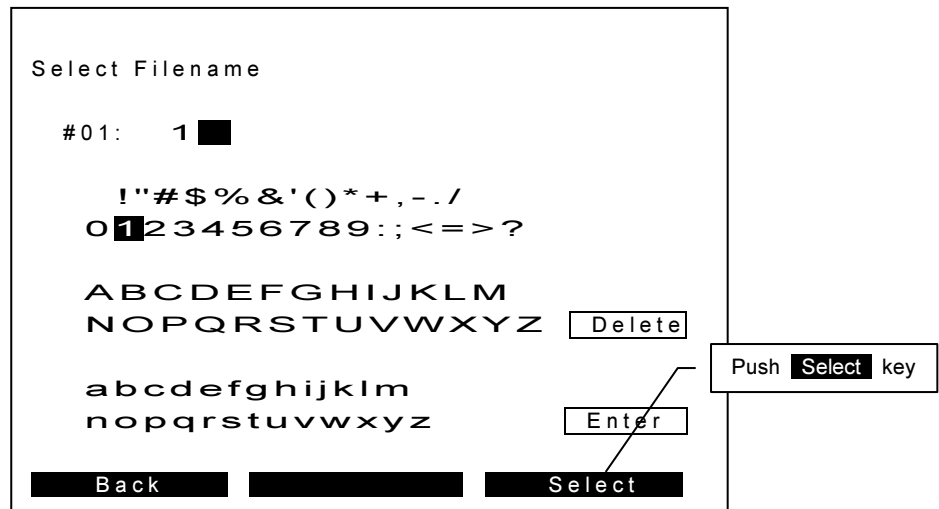 Select Filename
#01: 1
!"#$%&'()*+,-./
0123456789:;<=>?
ABCDEFGHIJKLM
NOPQRSTUVWXYZ Delete
Push Select key
abcdefghijklm
nopqrstuvwxyz Enter
Back Select